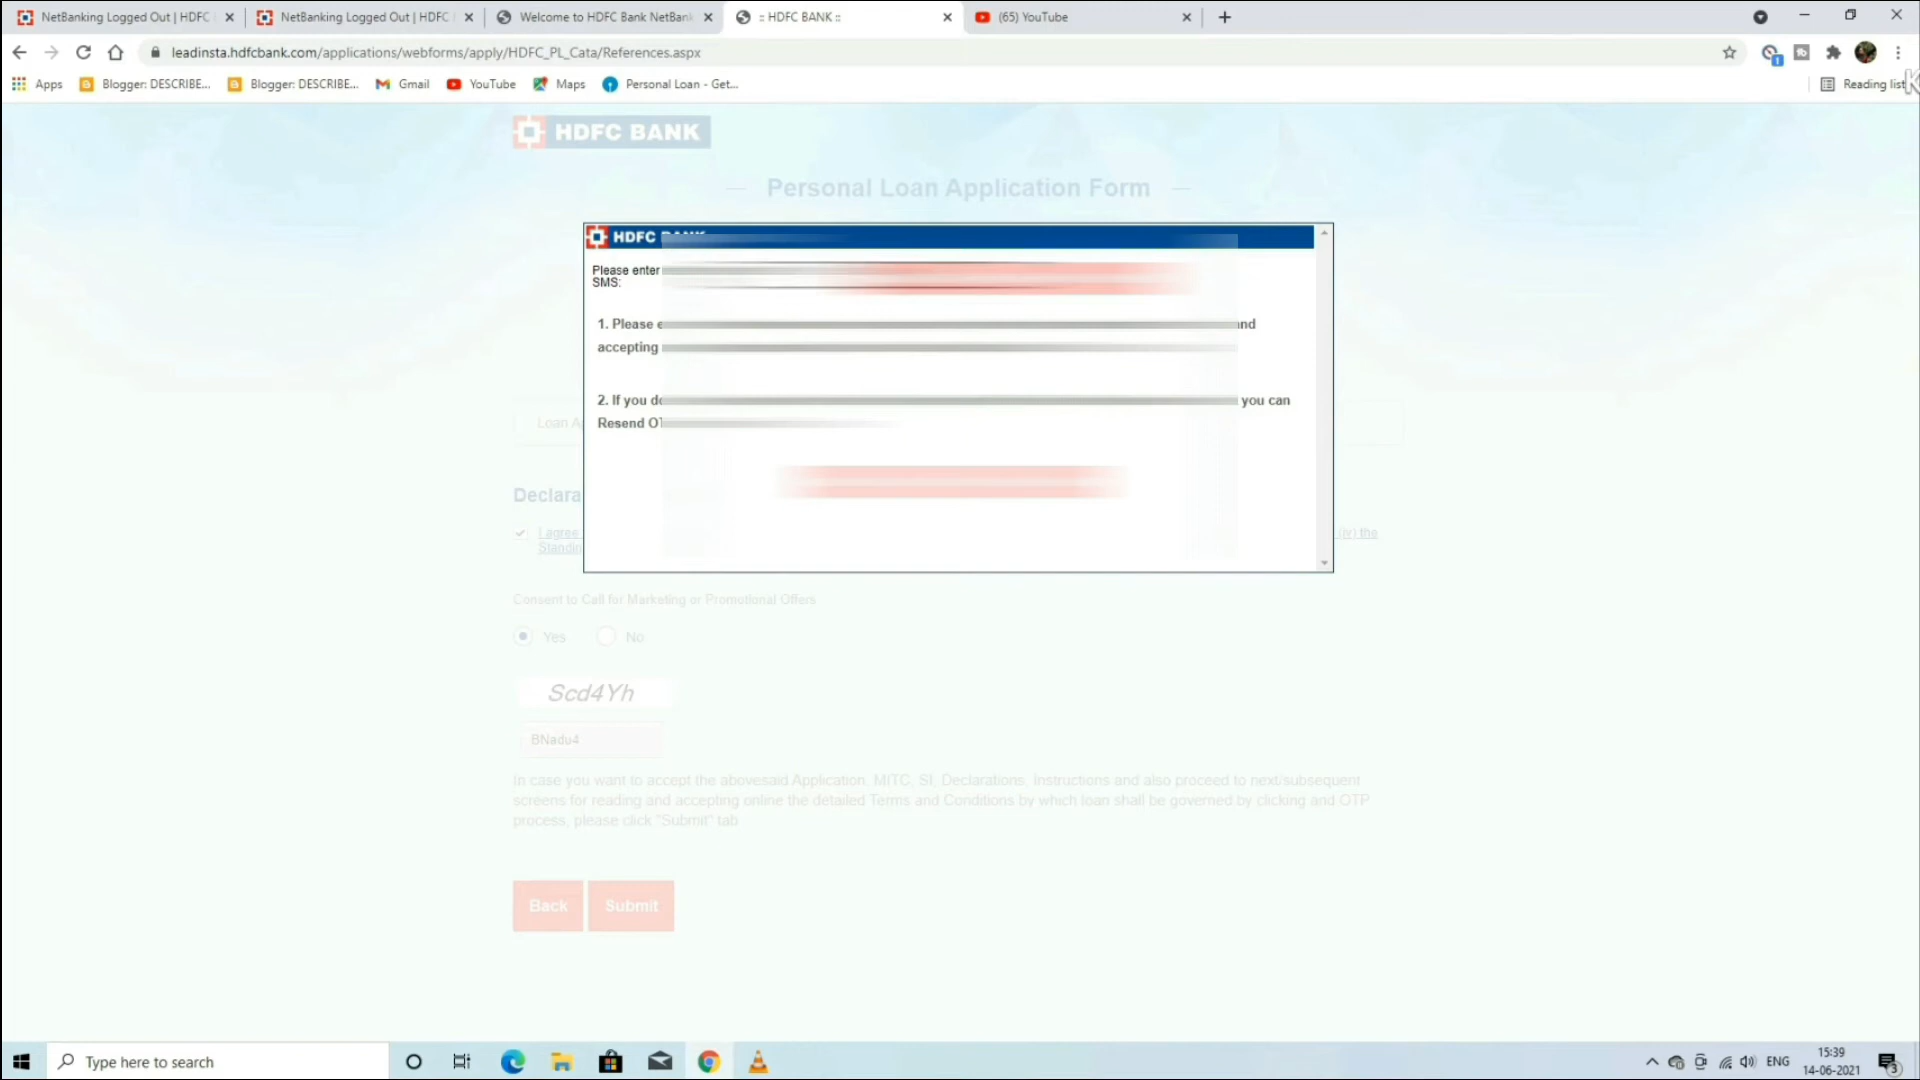 NetBanking Logged Out | HDFC
NetBanking Logged Out | HDFC
Welcome to HDFC Bank NetBank
:: HDFC BANK ::
(65) YouTube
leadinsta.hdfcbank.com/applications/webforms/apply/HDFC_PL_Cata/References.aspx
Apps
Blogger: DESCRIBE...
Blogger: DESCRIBE...
Gmail
YouTube
Maps
Personal Loan - Get...
Reading list
HDFC BANK
Personal Loan Application Form
HDFC
Please enter
SMS:
1. Please and
accepting
2. If you you can
Resend
Loan
I agree (iv) the
Consent to Call for Marketing or Promotional Offers
Yes No
Scd4Yh
BNadu4
In case you want to accept the abovesaid Application, MITC, SI, Declarations, Instructions and also proceed to next/subsequent
screens for reading and accepting online the detailed Terms and Conditions by which loan shall be governed by clicking and OTP
process, please click "Submit" tab
Back Submit
Type here to search
ENG
15:39
14-06-2021
3